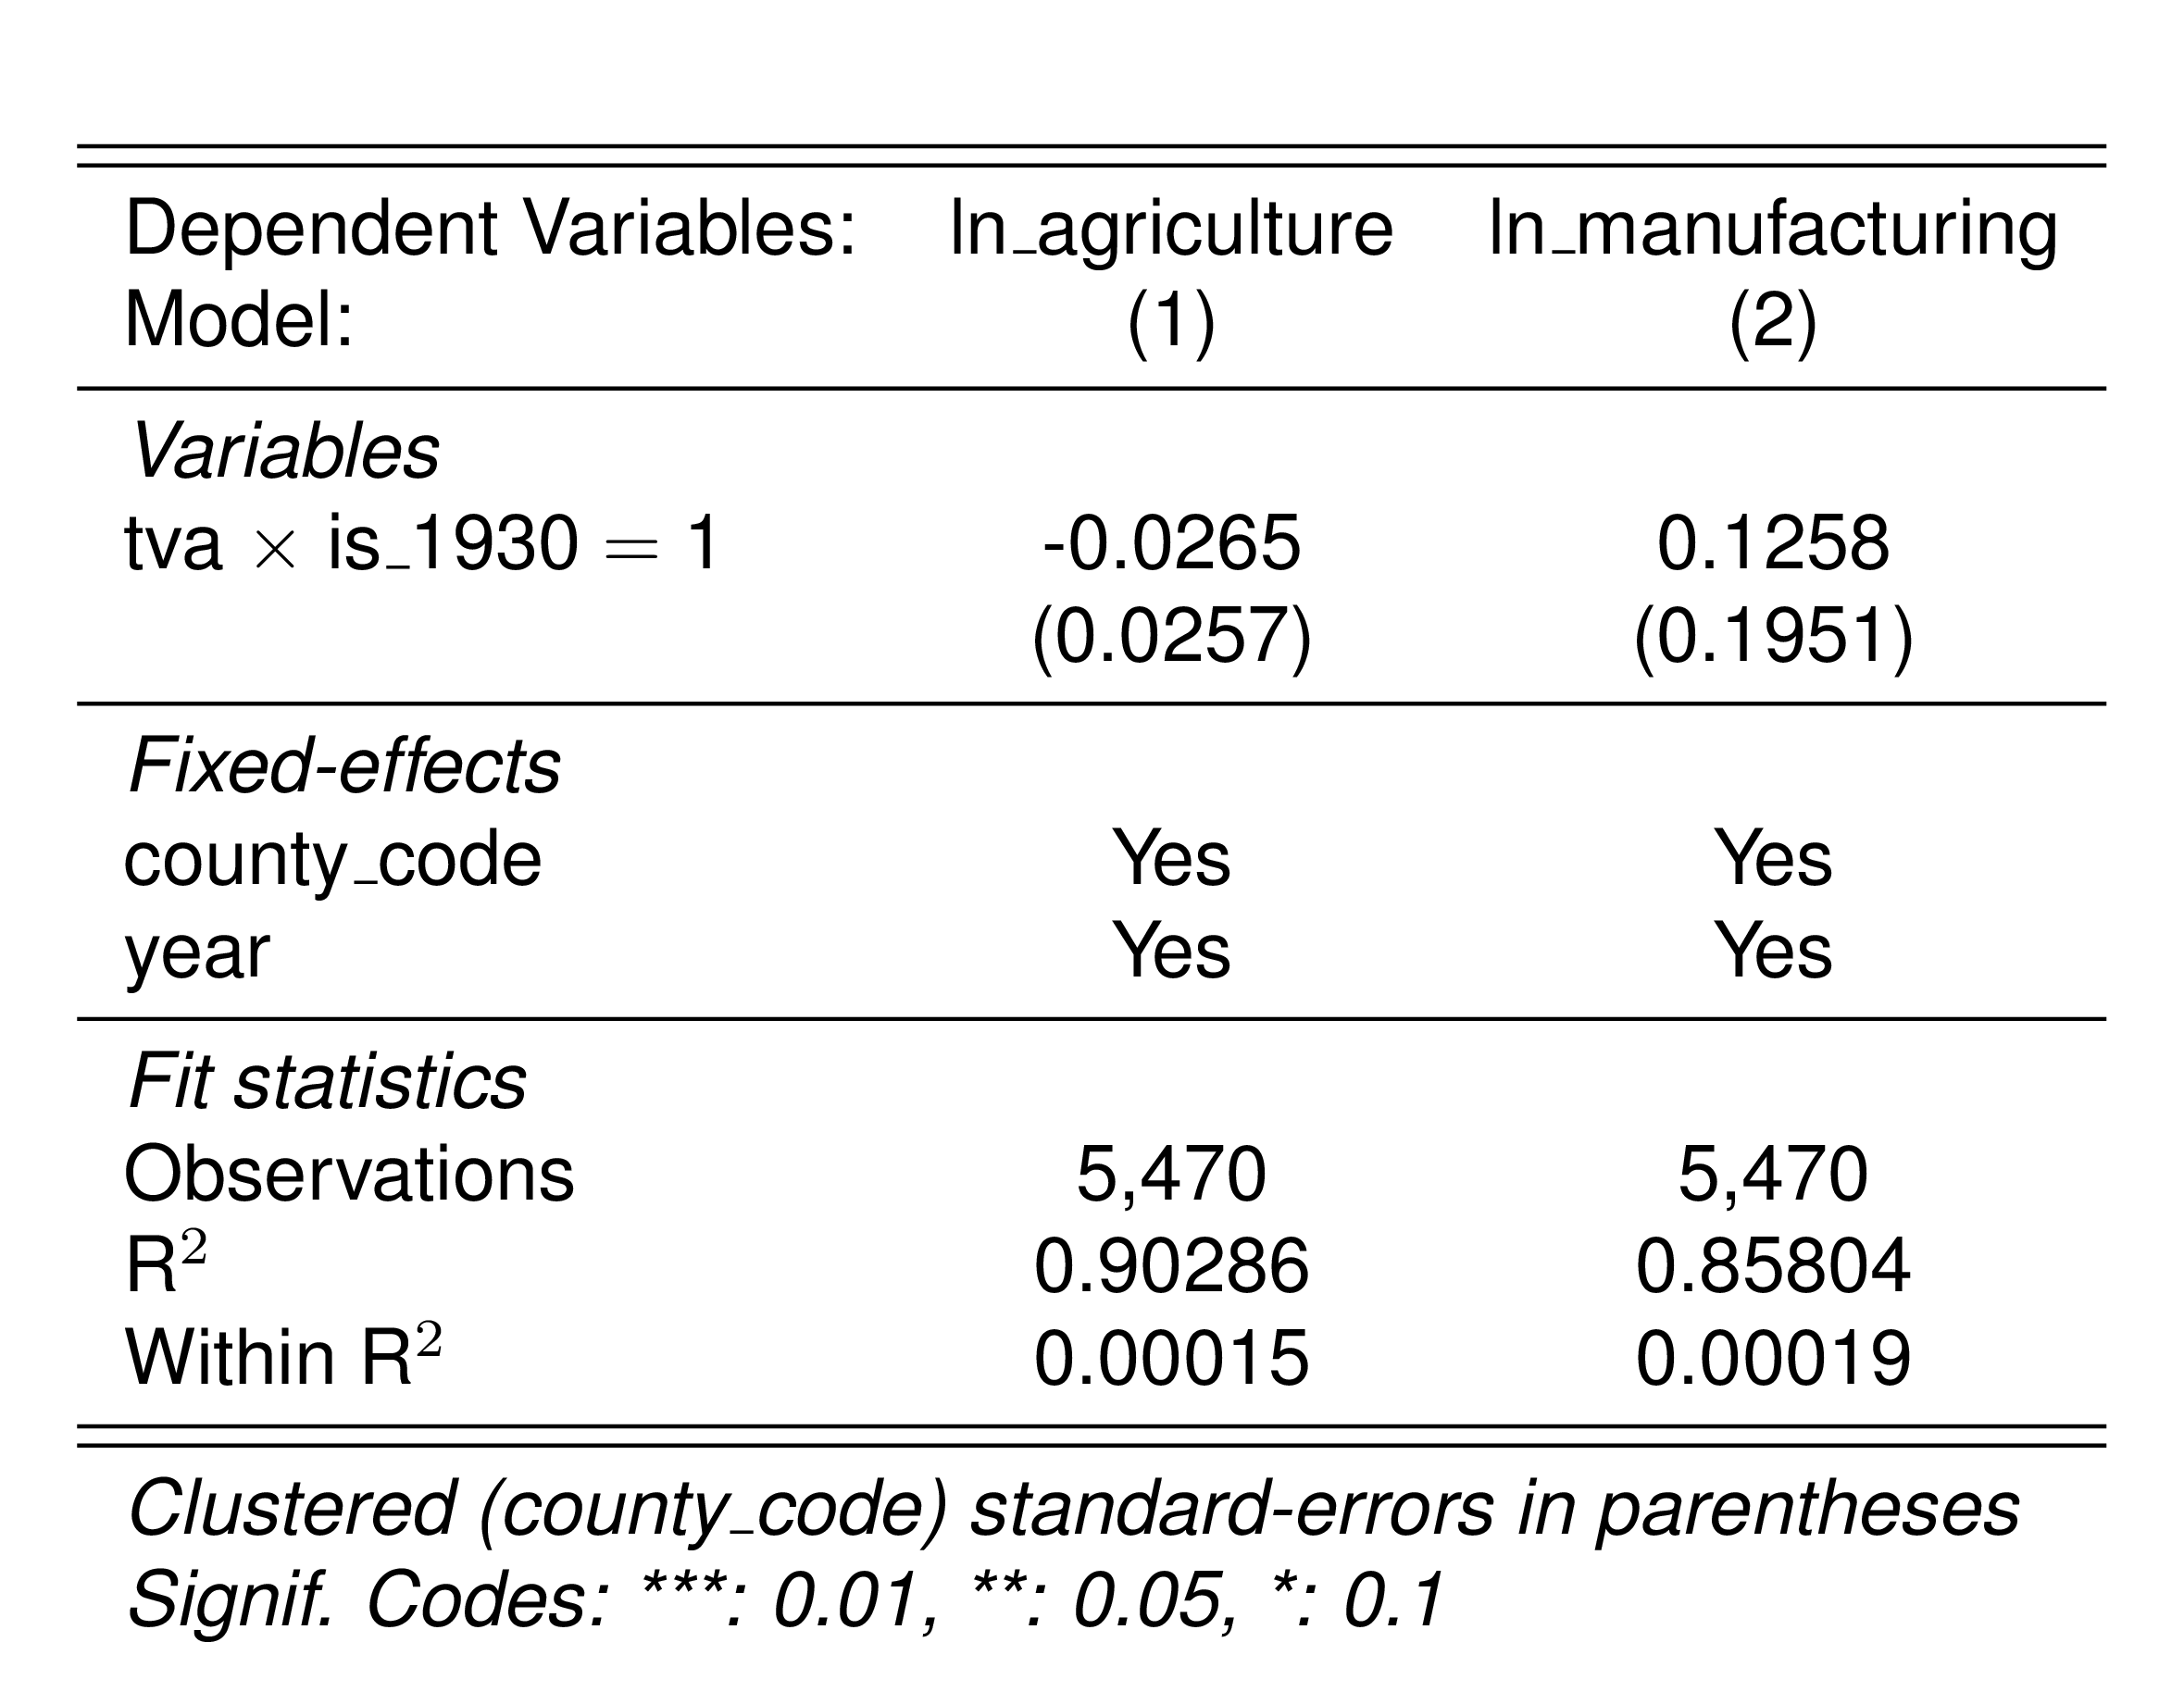 Dependent Variables: ln_agriculture ln_manufacturing
Model: (1) (2)
Variables
tva × is_1930 = 1 -0.0265 0.1258
(0.0257) (0.1951)
Fixed-effects
county_code Yes Yes
year Yes Yes
Fit statistics
Observations 5,470 5,470
R² 0.90286 0.85804
Within R² 0.00015 0.00019
Clustered (county_code) standard-errors in parentheses
Signif. Codes: ***: 0.01, **: 0.05, *: 0.1